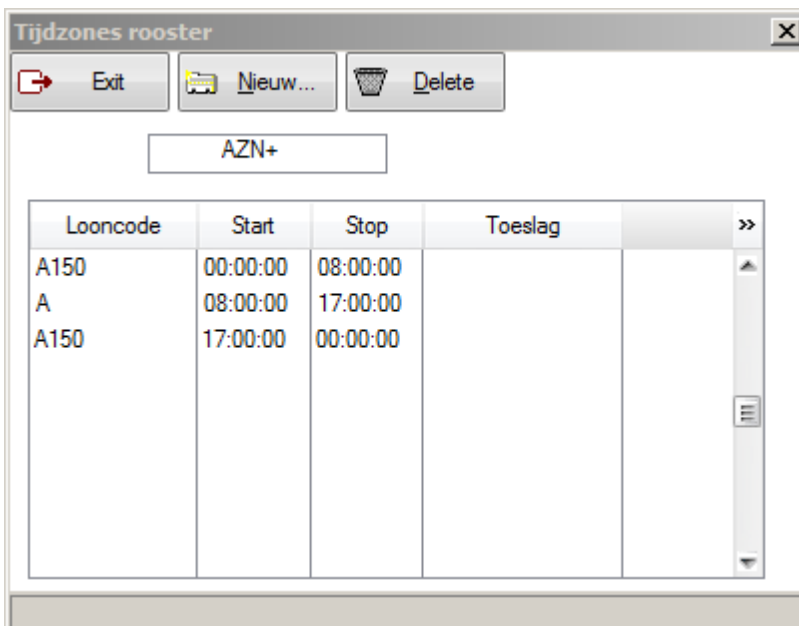 Tijdzones rooster
Exit Nieuw... Delete
AZN+
Looncode Start Stop Toeslag »
A150 00:00:00 08:00:00
A 08:00:00 17:00:00
A150 17:00:00 00:00:00